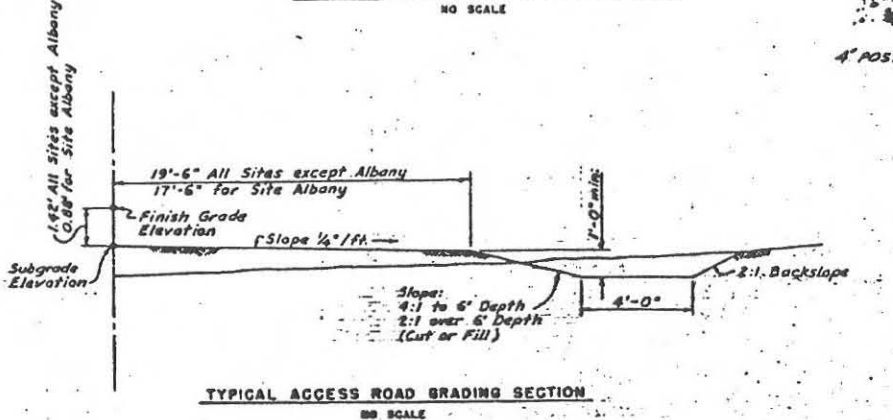 NO SCALE
4" POS
1.42' All Sites except Albany
0.88' for Site Albany
19'-6" All Sites except Albany
17'-6" for Site Albany
1'-0" min.
Finish Grade
Elevation
Slope 1/4"/ft.
Subgrade
Elevation
2:1 Backslope
Slope:
4:1 to 6' Depth
2:1 over 6' Depth
(Cut or Fill)
4'-0"
TYPICAL ACCESS ROAD GRADING SECTION
NO SCALE